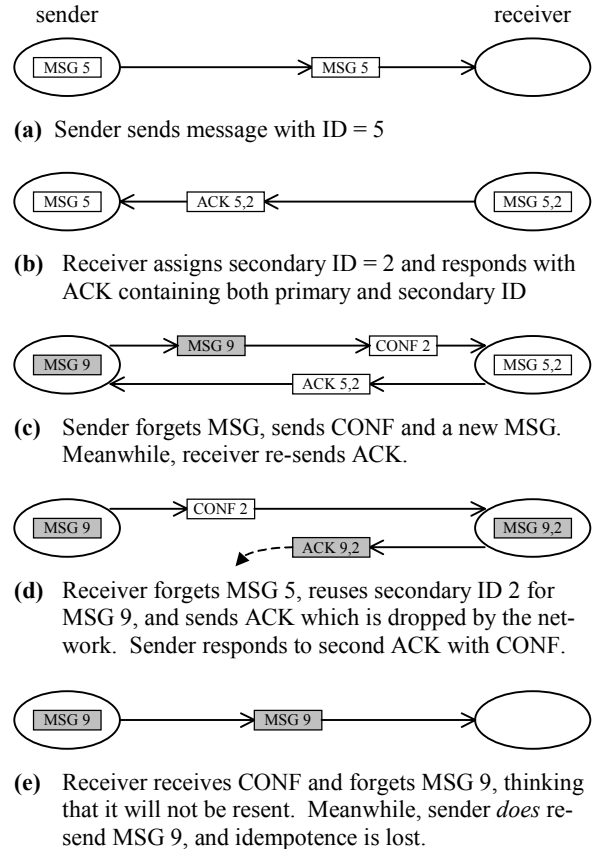 sender receiver
MSG 5 MSG 5
(a) Sender sends message with ID = 5
MSG 5 ACK 5,2 MSG 5,2
(b) Receiver assigns secondary ID = 2 and responds with
ACK containing both primary and secondary ID
MSG 9 CONF 2
MSG 9 MSG 5,2
ACK 5,2
(c) Sender forgets MSG, sends CONF and a new MSG.
Meanwhile, receiver re-sends ACK.
CONF 2
MSG 9 MSG 9,2
ACK 9,2
(d) Receiver forgets MSG 5, reuses secondary ID 2 for
MSG 9, and sends ACK which is dropped by the net-
work. Sender responds to second ACK with CONF.
MSG 9 MSG 9
(e) Receiver receives CONF and forgets MSG 9, thinking
that it will not be resent. Meanwhile, sender does re-
send MSG 9, and idempotence is lost.